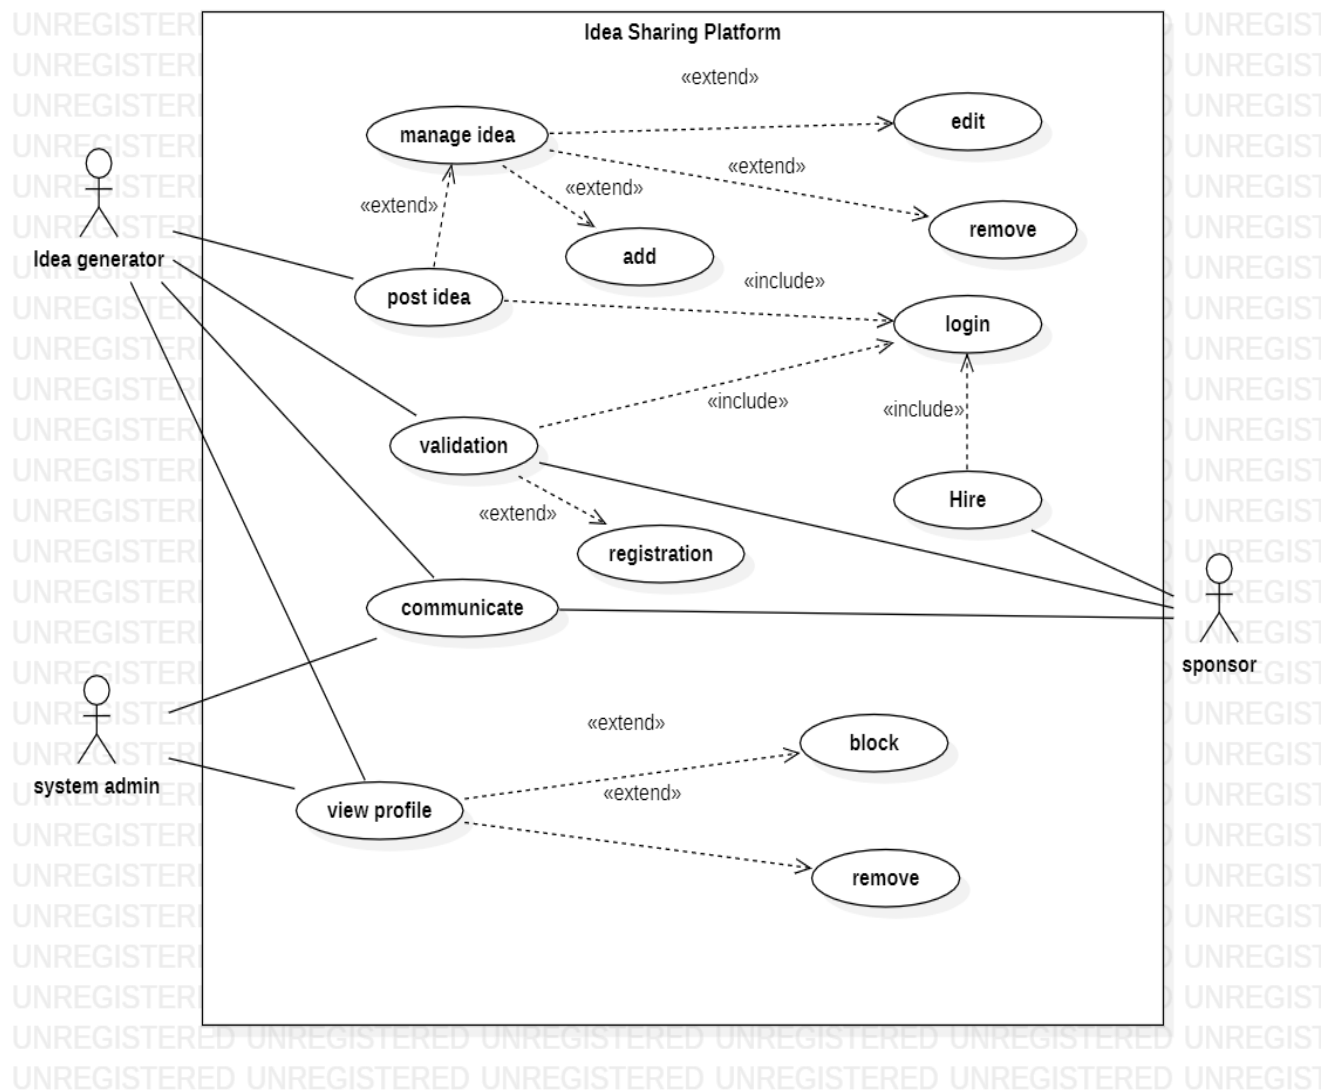 Idea Sharing Platform
«extend»
manage idea
edit
«extend»
«extend»
«extend»
remove
Idea generator
add
post idea
«include»
login
«include»
«include»
validation
Hire
«extend»
registration
communicate
sponsor
«extend»
block
system admin
«extend»
view profile
remove
UNREGISTERED UNREGISTERED UNREGISTERED UNREGISTERED UNREGISTERED UNREGIST
UNREGISTERED UNREGISTERED UNREGISTERED UNREGISTERED UNREGISTERED UNREGIST